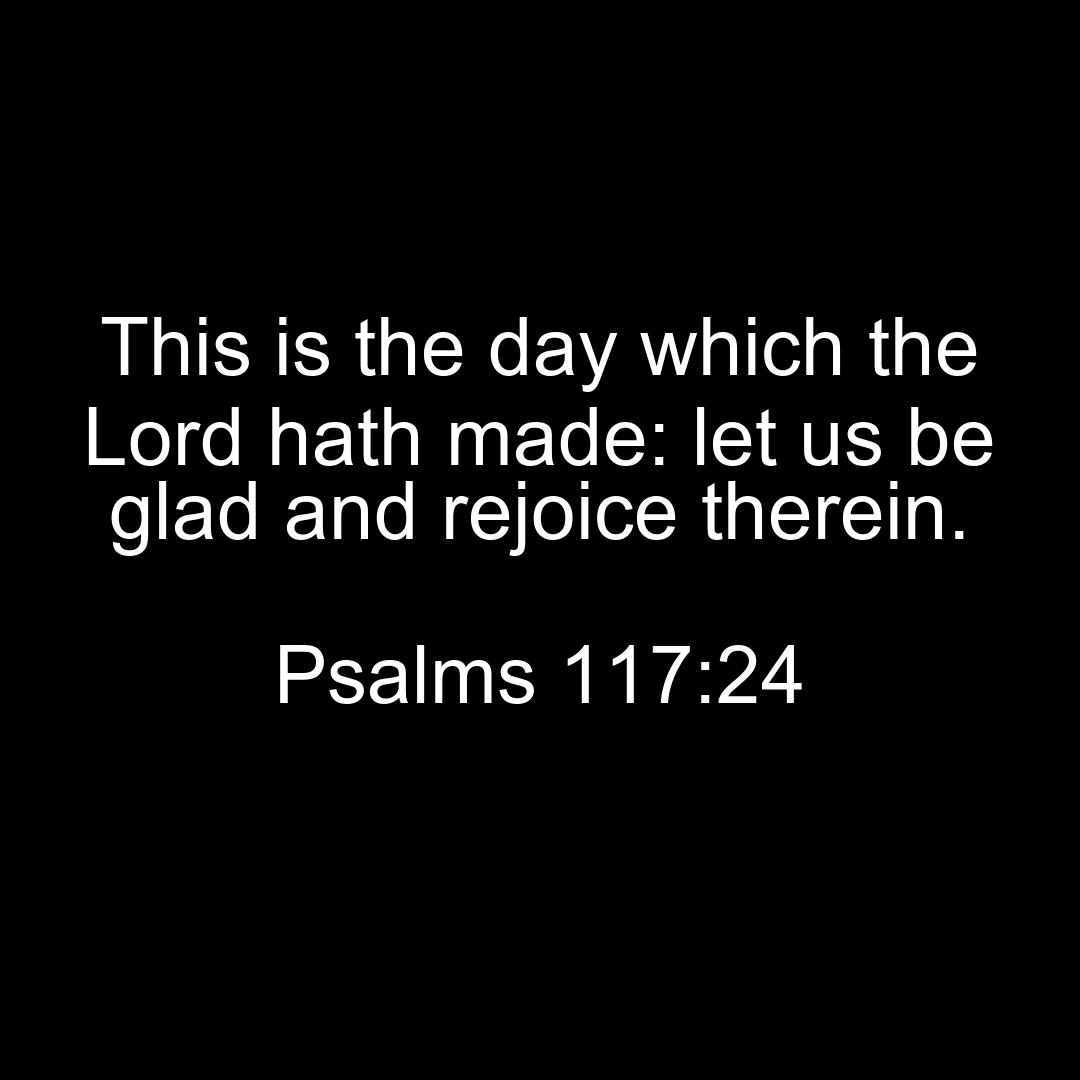 This is the day which the
Lord hath made: let us be
glad and rejoice therein.
Psalms 117:24